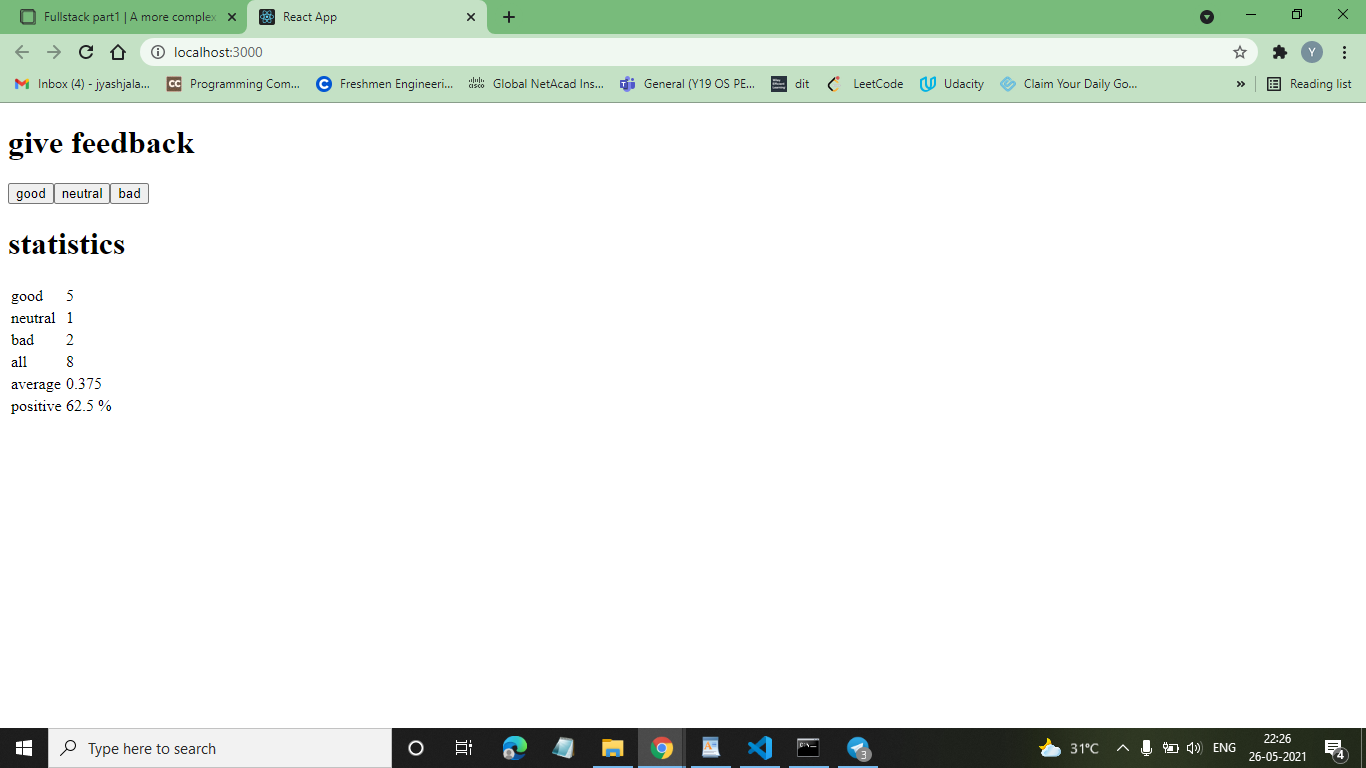 Fullstack part1 | A more complex
React App
localhost:3000
Y
Inbox (4) - jyashjala...
CC
Programming Com...
Freshmen Engineeri...
Global NetAcad Ins...
General (Y19 OS PE...
dit
LeetCode
Udacity
Claim Your Daily Go...
»
Reading list
give feedback
good neutral bad
statistics
good 5
neutral 1
bad 2
all 8
average 0.375
positive 62.5 %
Type here to search
3
31°C
ENG
22:26
26-05-2021
4